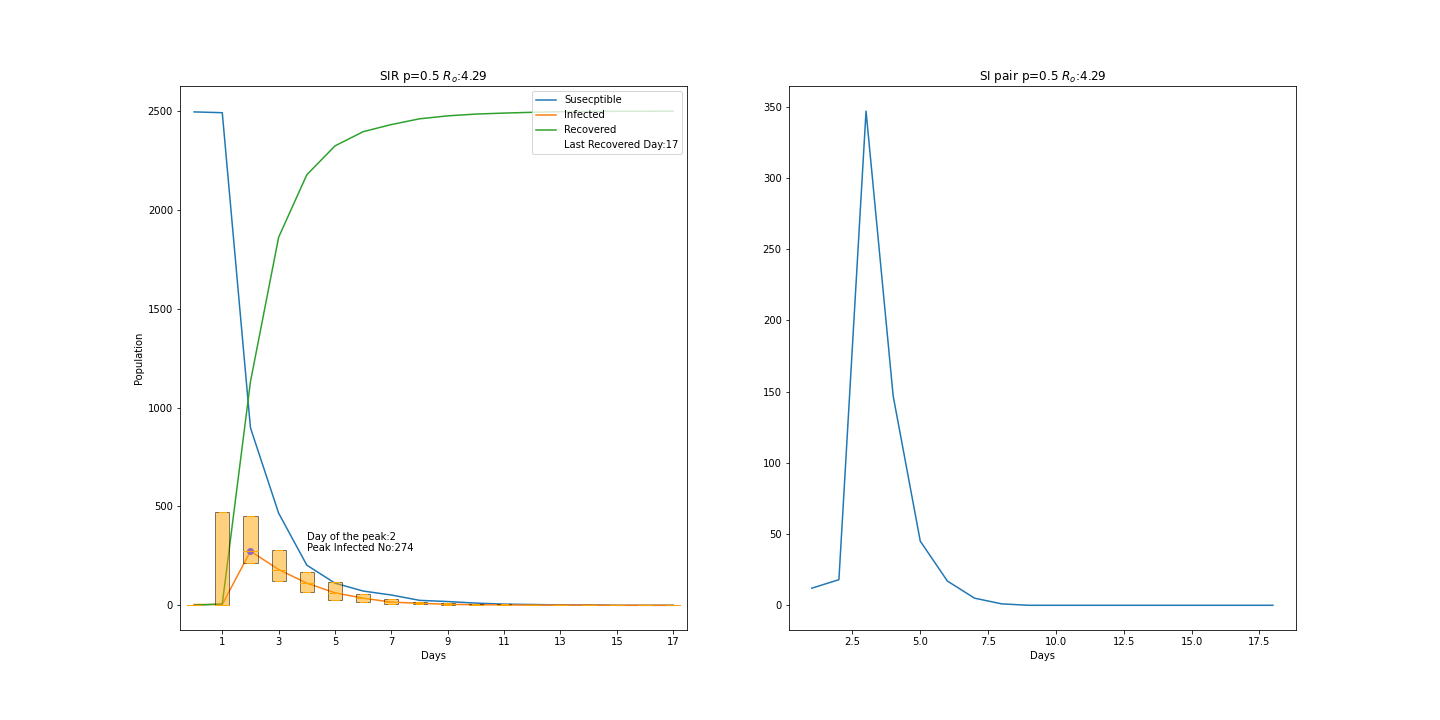 SIR p=0.5 Rₒ:4.29
Susecptible
Infected
Recovered
Last Recovered Day:17
2500
2000
1500
1000
500
0
Population
Day of the peak:2
Peak Infected No:274
1 3 5 7 9 11 13 15 17
Days
SI pair p=0.5 Rₒ:4.29
350
300
250
200
150
100
50
0
2.5 5.0 7.5 10.0 12.5 15.0 17.5
Days